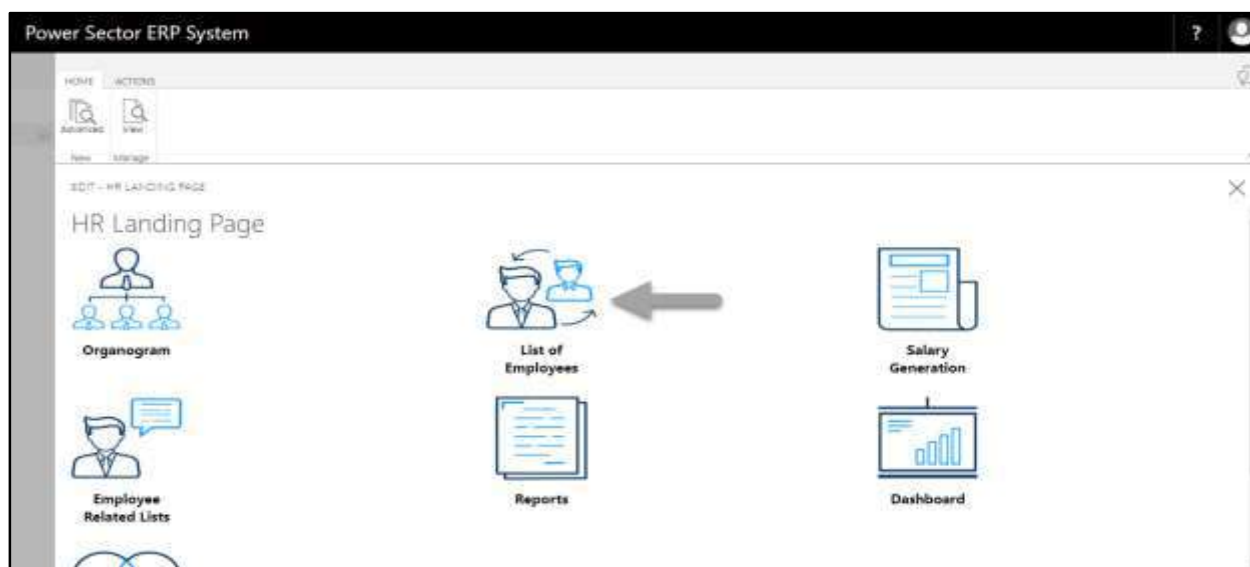 Power Sector ERP System ?
HOME ACTIONS
Advanced View
New Manage
EDIT - HR LANDING PAGE
HR Landing Page
Organogram
List of
Employees
Salary
Generation
Employee
Related Lists
Reports
Dashboard